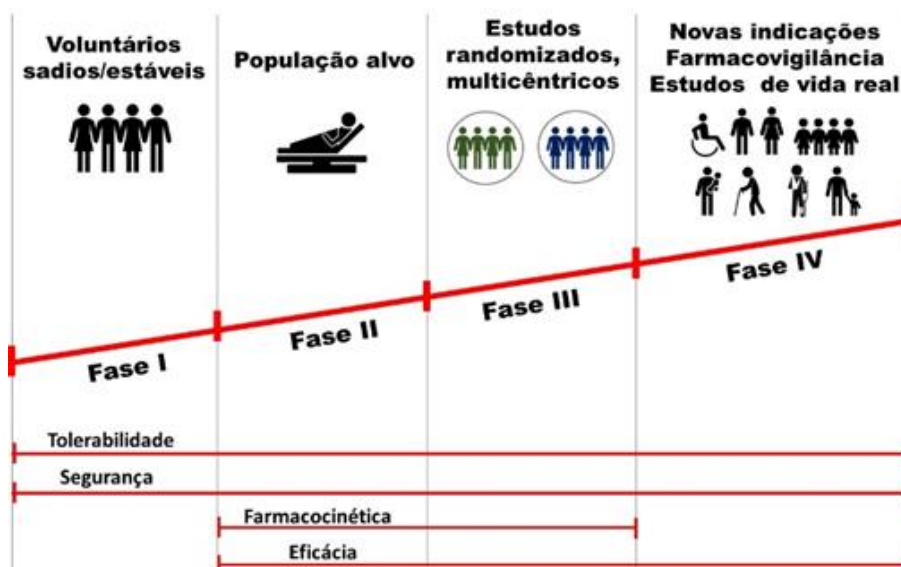 Voluntários
sadios/estáveis
População alvo
Estudos
randomizados,
multicêntricos
Novas indicações
Farmacovigilância
Estudos de vida real
Fase I
Fase II
Fase III
Fase IV
Tolerabilidade
Segurança
Farmacocinética
Eficácia